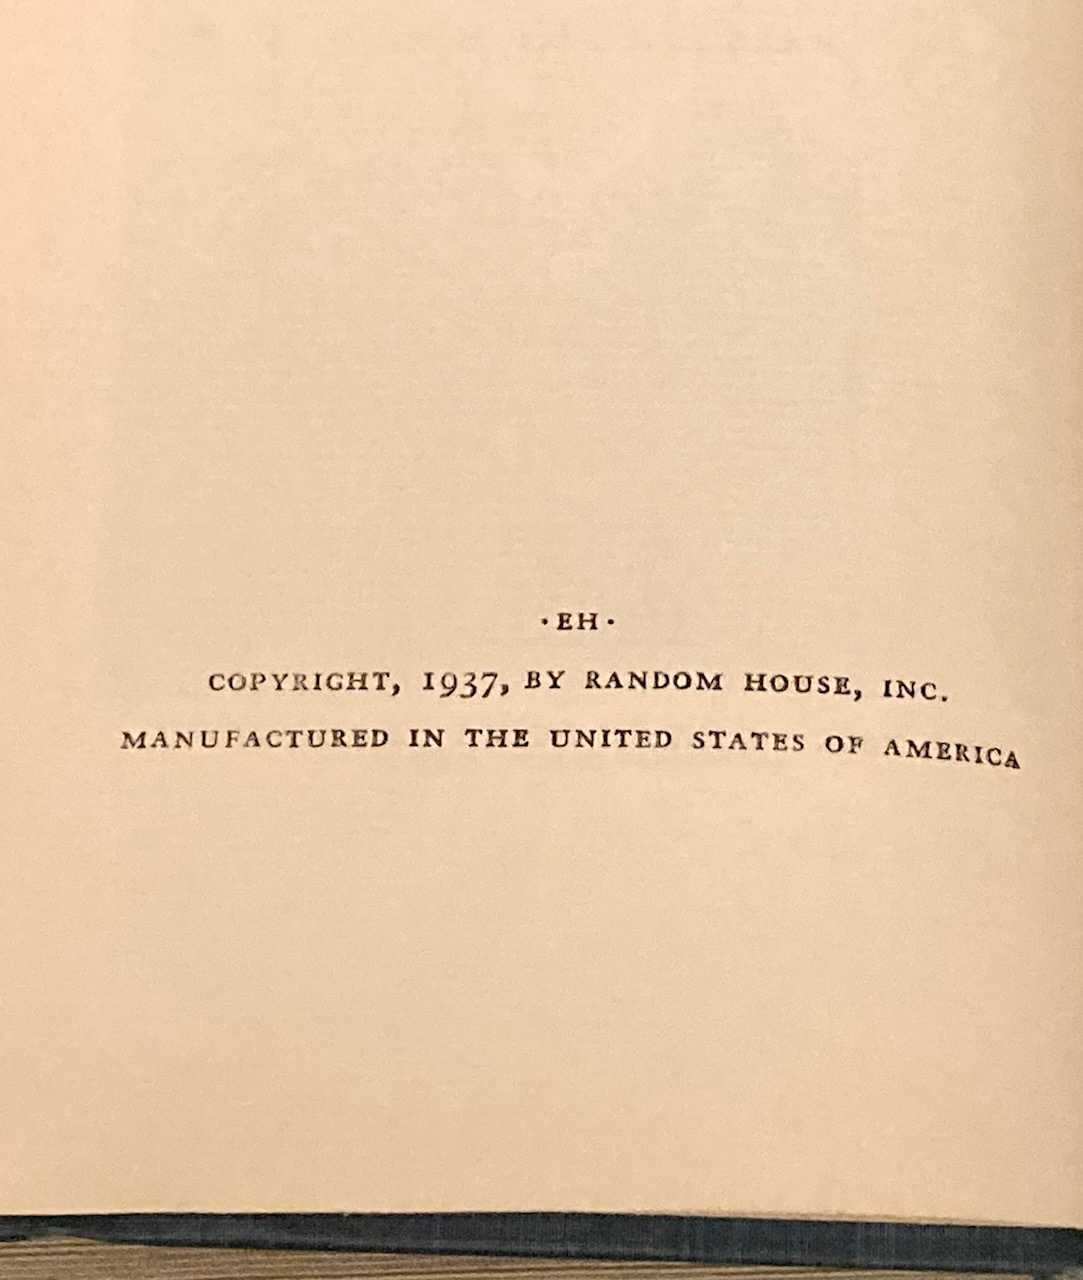 ·EH·
COPYRIGHT, 1937, BY RANDOM HOUSE, INC.
MANUFACTURED IN THE UNITED STATES OF AMERICA